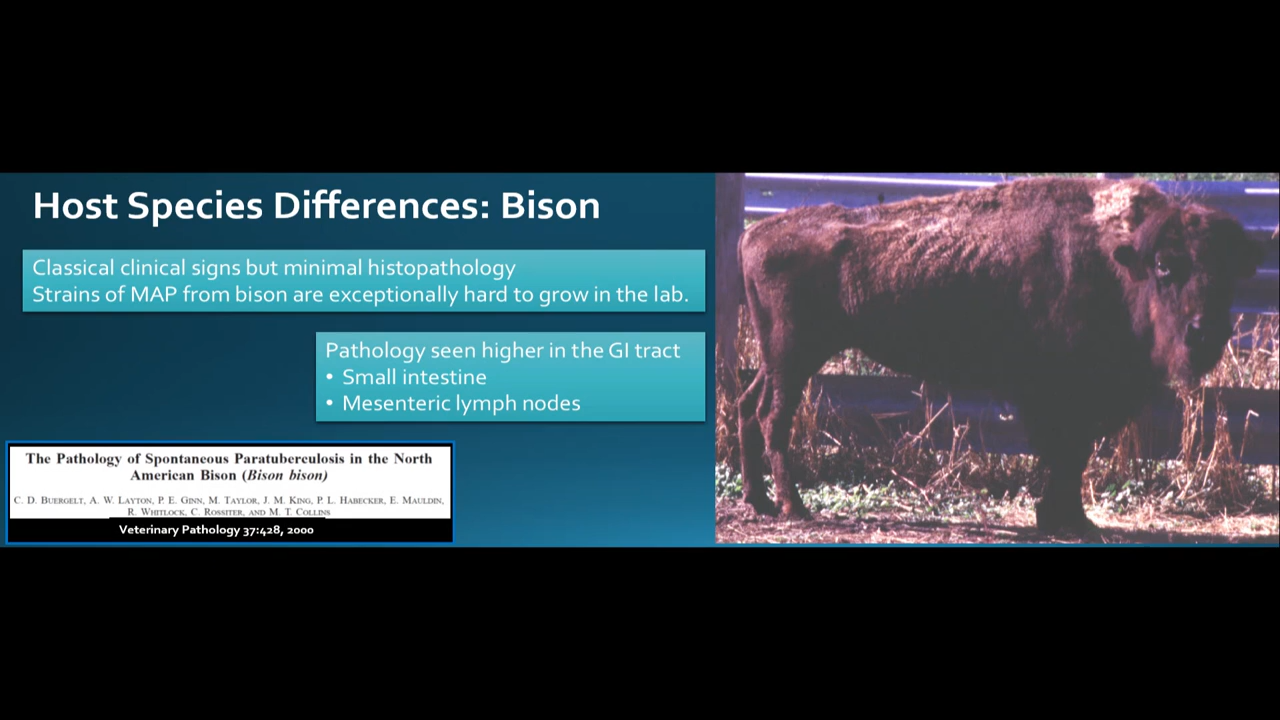 Host Species Differences: Bison
Classical clinical signs but minimal histopathology
Strains of MAP from bison are exceptionally hard to grow in the lab.
Pathology seen higher in the GI tract
• Small intestine
• Mesenteric lymph nodes
The Pathology of Spontaneous Paratuberculosis in the North
American Bison (Bison bison)
C. D. BUERGELT, A. W. LAYTON, P. E. GINN, M. TAYLOR, J. M. KING, P. L. HABECKER, E. MAULDIN,
R. WHITLOCK, C. ROSSITER, AND M. T. COLLINS
Veterinary Pathology 37:428, 2000